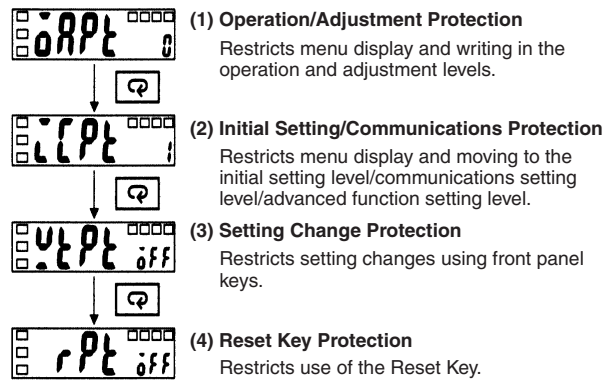 oAPt 0
(1) Operation/Adjustment Protection
Restricts menu display and writing in the
operation and adjustment levels.
iCPt 1
(2) Initial Setting/Communications Protection
Restricts menu display and moving to the
initial setting level/communications setting
level/advanced function setting level.
wtPt oFF
(3) Setting Change Protection
Restricts setting changes using front panel
keys.
rPt oFF
(4) Reset Key Protection
Restricts use of the Reset Key.